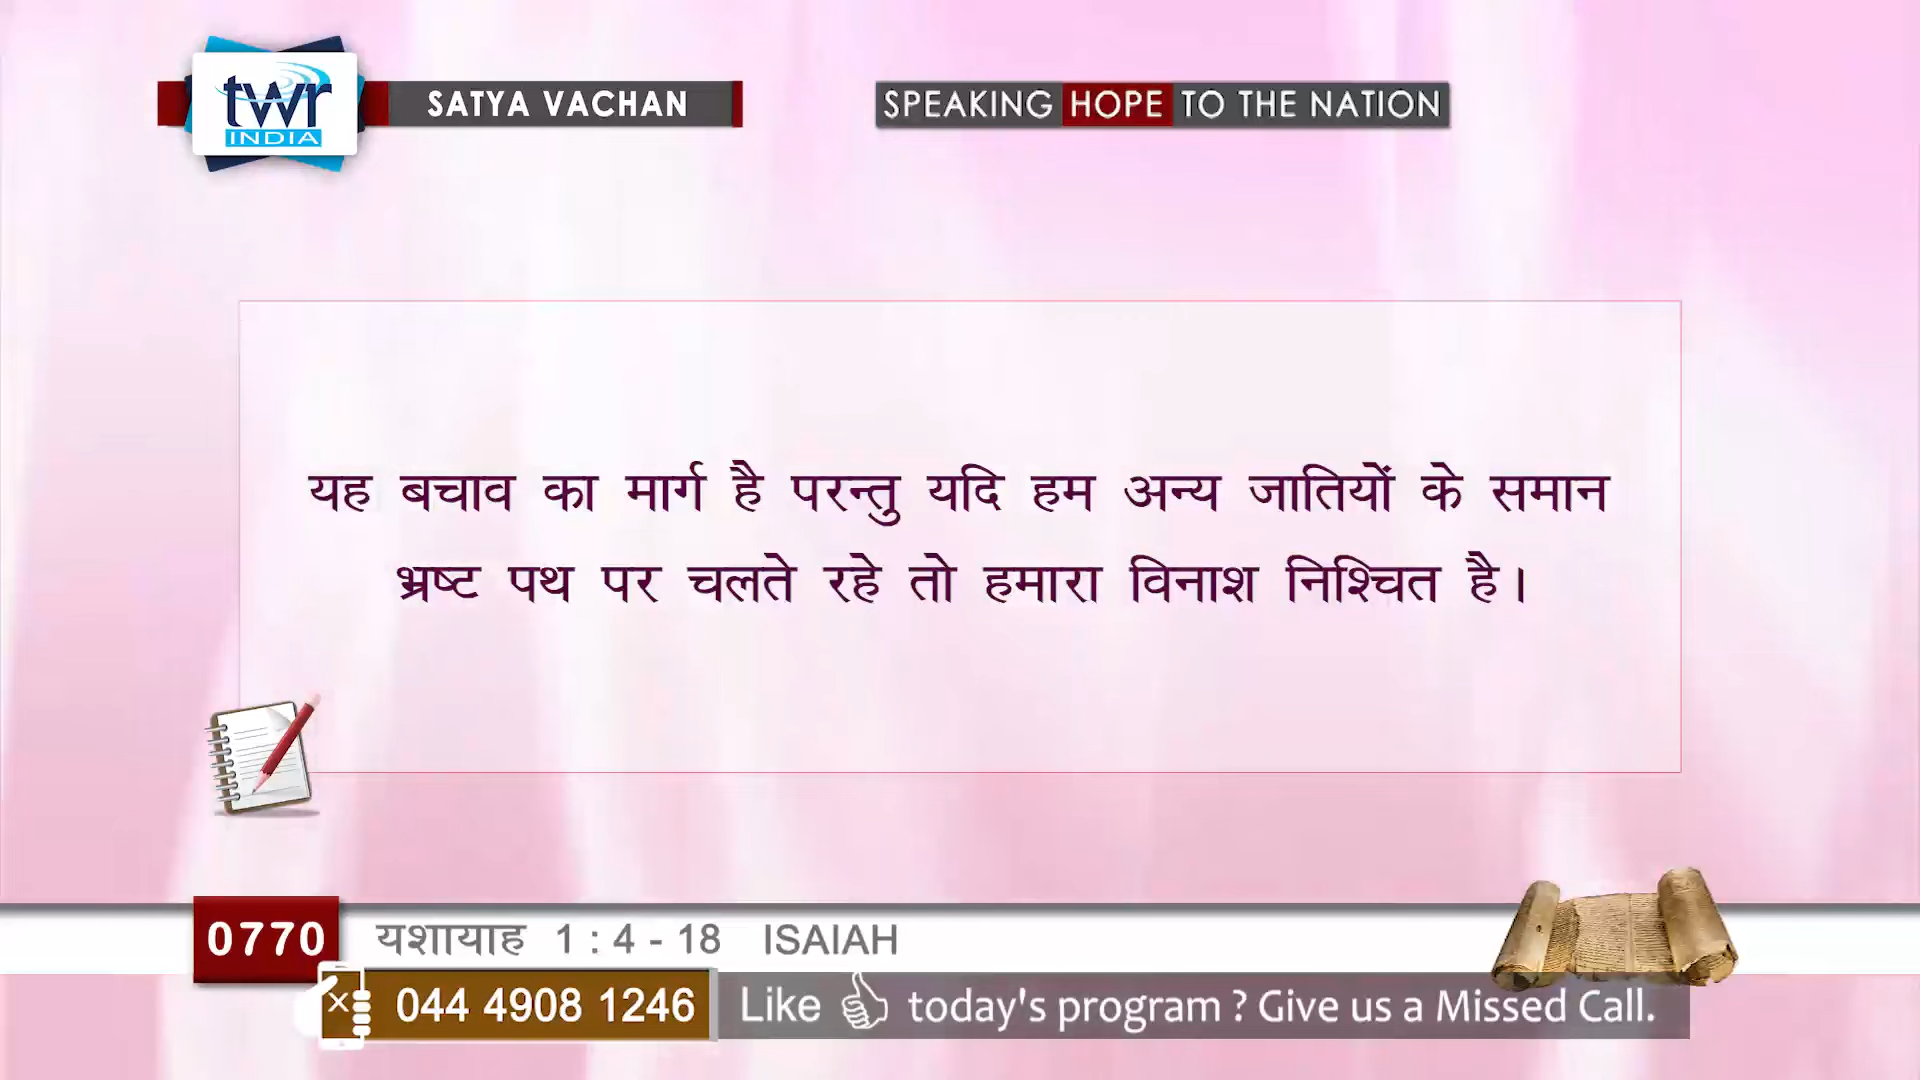 twr
INDIA
SATYA VACHAN
SPEAKING HOPE TO THE NATION
यह बचाव का मार्ग है परन्तु यदि हम अन्य जातियों के समान
भ्रष्ट पथ पर चलते रहे तो हमारा विनाश निश्चित है।
0770 यशायाह 1 : 4 - 18 ISAIAH
044 4908 1246 Like today's program ? Give us a Missed Call.